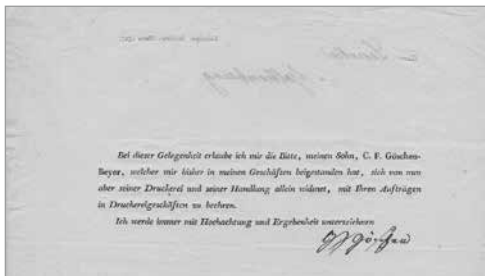 Bei dieser Gelegenheit erlaube ich mir die Bitte, meinen Sohn, C. F. Göschen-
Beyer, welcher mir bisher in meinen Geschäften beigestanden hat, sich von nun
aber seiner Druckerei und seiner Handlung allein widmet, mit Ihren Aufträgen
in Druckereigeschäften zu beehren.
Ich werde immer mit Hochachtung und Ergebenheit unterzeichnen
Göschen